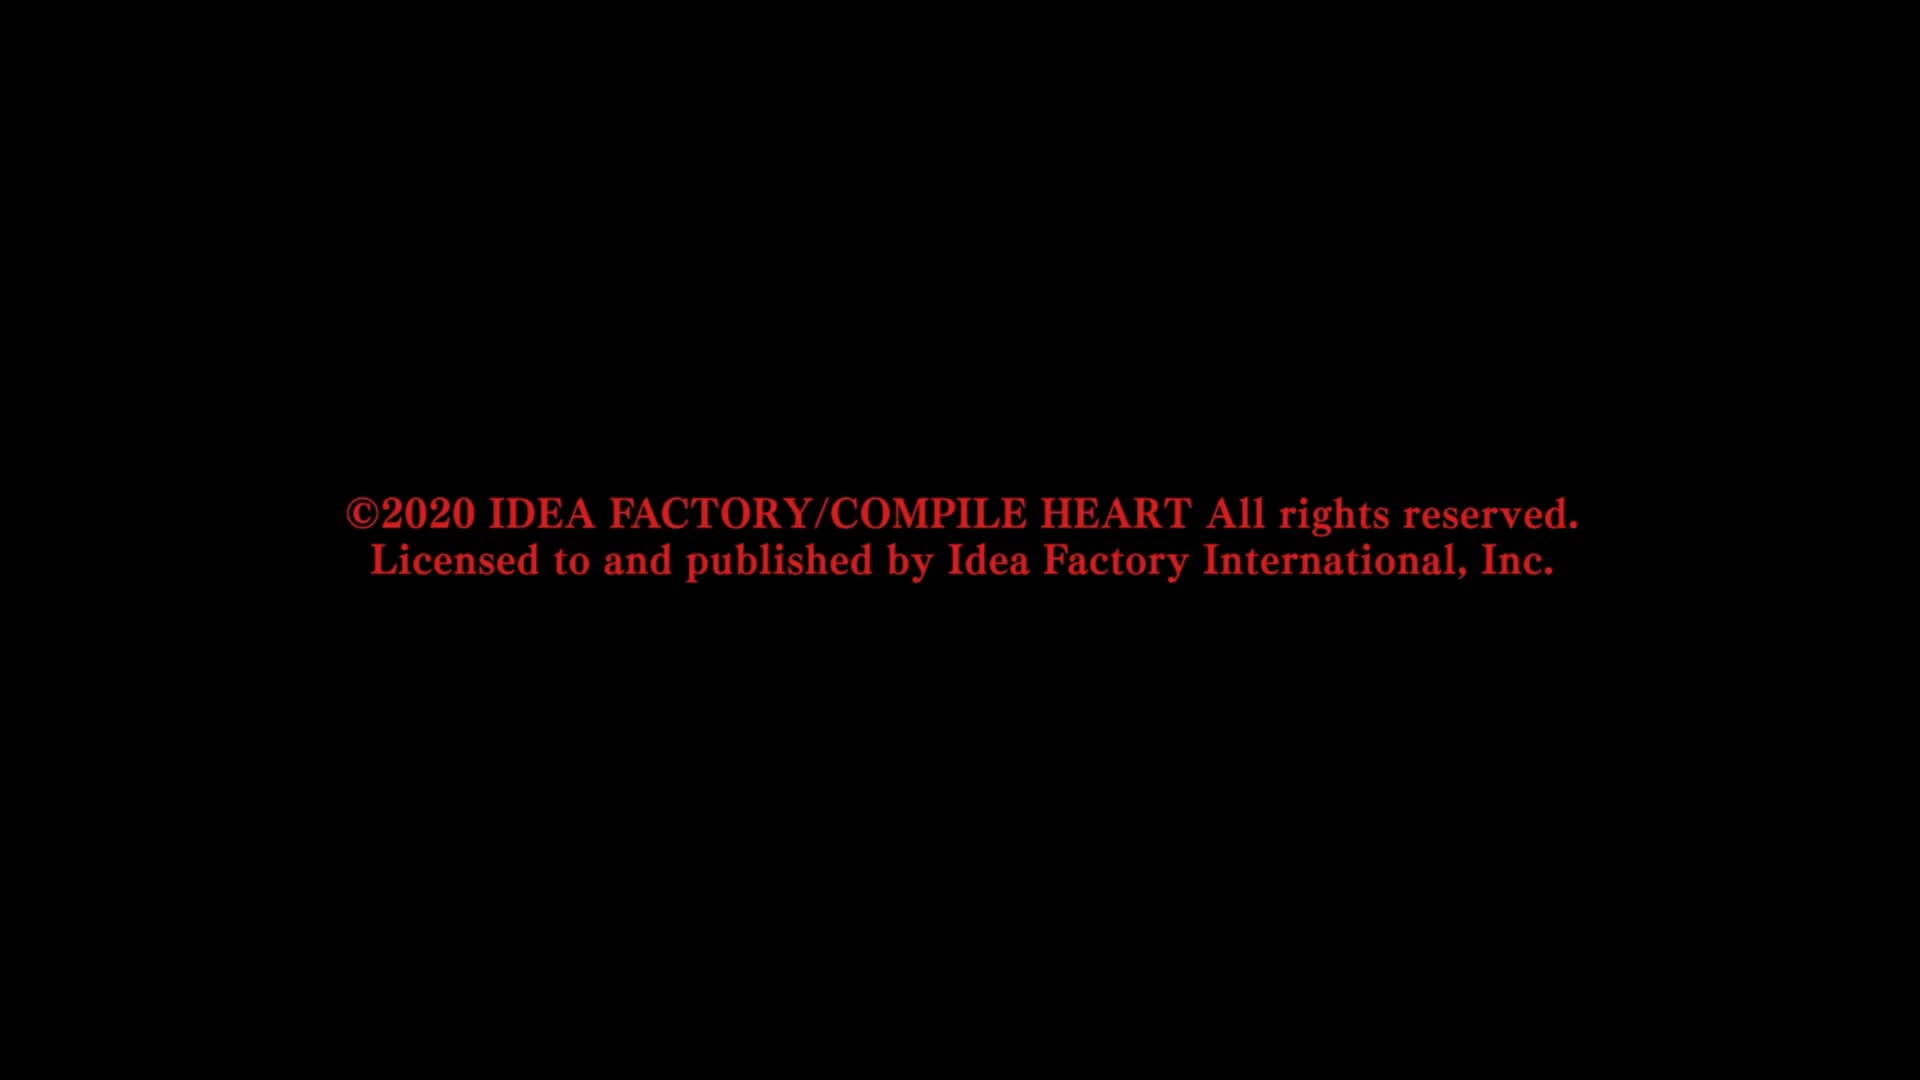 ©2020 IDEA FACTORY/COMPILE HEART All rights reserved.
Licensed to and published by Idea Factory International, Inc.